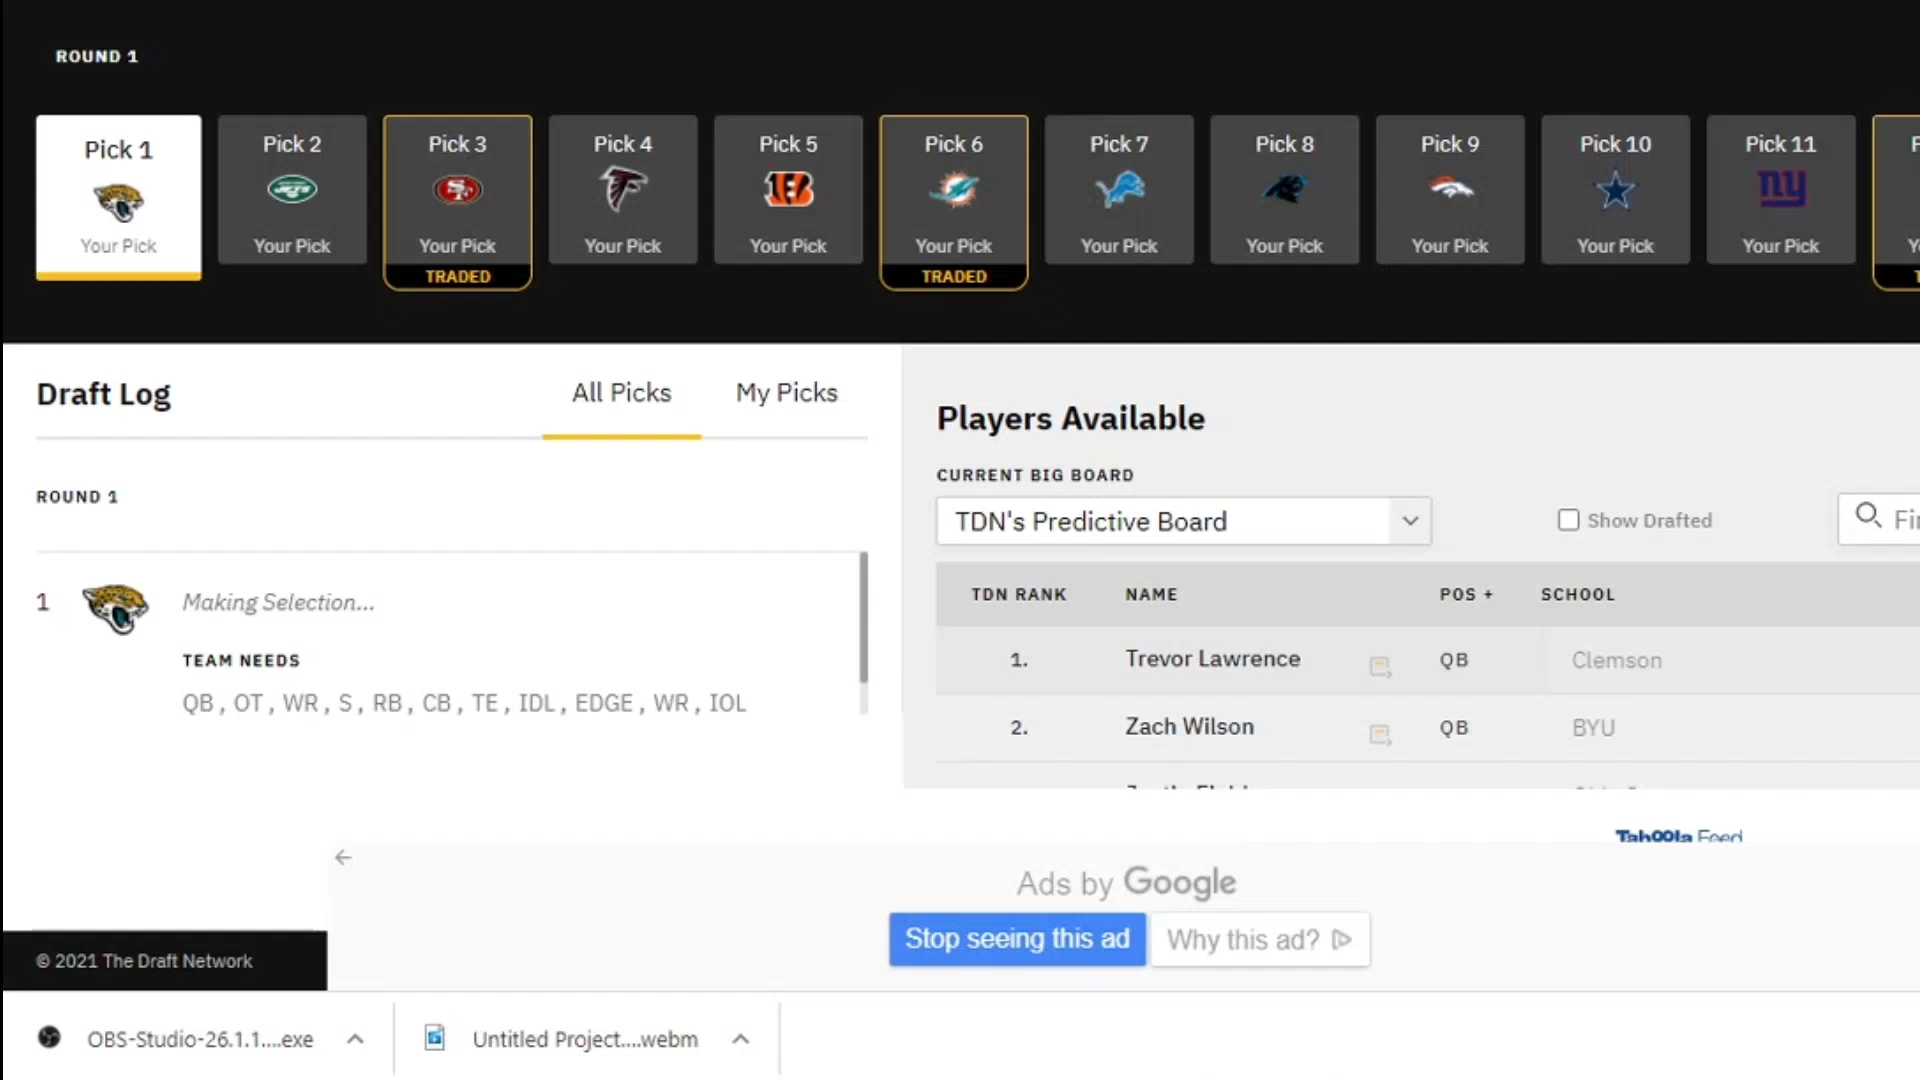 ROUND 1
Pick 1
Your Pick
Pick 2
JETS
Your Pick
Pick 3
SF
Your Pick
TRADED
Pick 4
Your Pick
Pick 5
Your Pick
Pick 6
Your Pick
TRADED
Pick 7
Your Pick
Pick 8
Your Pick
Pick 9
Your Pick
Pick 10
Your Pick
Pick 11
ny
Your Pick
Draft Log
All Picks
My Picks
ROUND 1
1
Making Selection...
TEAM NEEDS
QB , OT , WR , S , RB , CB , TE , IDL , EDGE , WR , IOL
Players Available
CURRENT BIG BOARD
TDN's Predictive Board
Show Drafted
TDN RANK NAME POS + SCHOOL
1. Trevor Lawrence QB Clemson
2. Zach Wilson QB BYU
Taboola Feed
Ads by Google
Stop seeing this ad
Why this ad?
© 2021 The Draft Network
OBS-Studio-26.1.1....exe
Untitled Project....webm